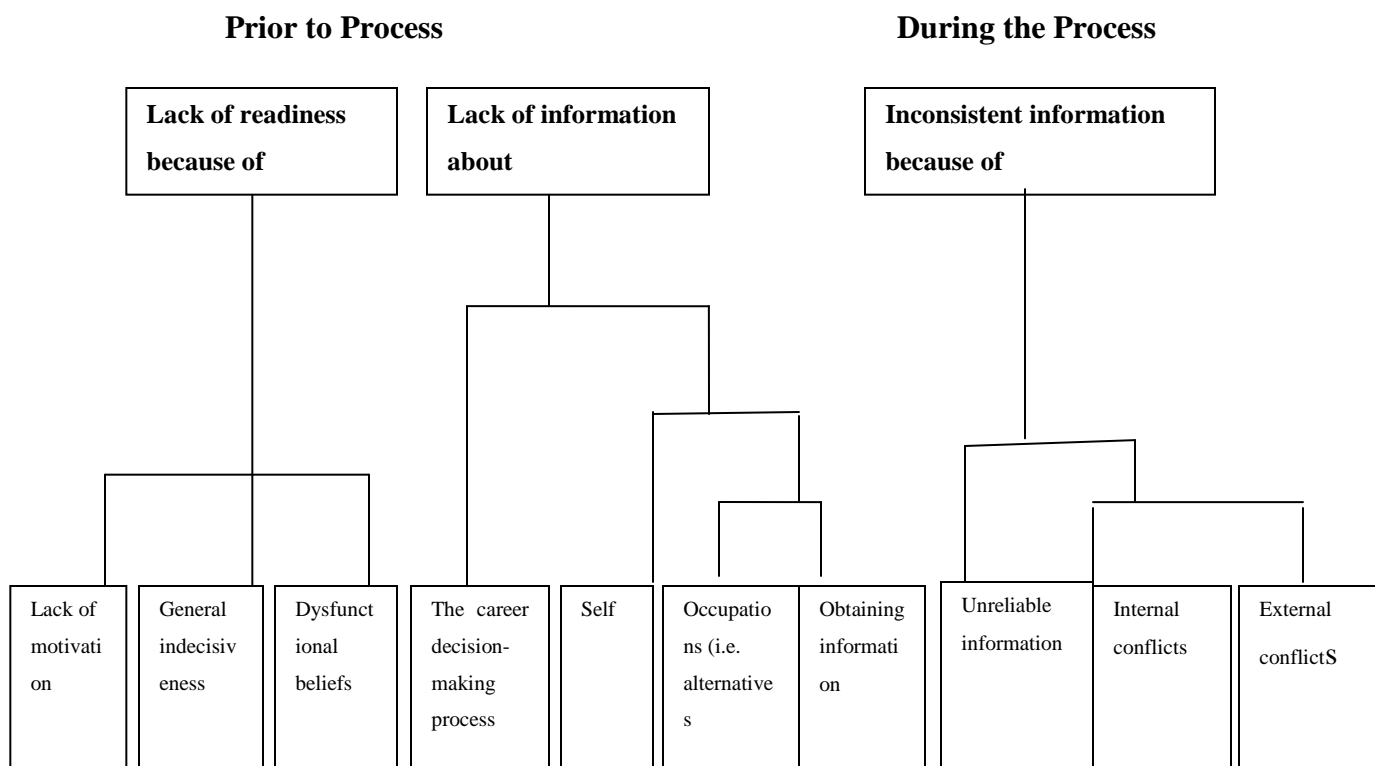 Prior to Process
During the Process
Lack of readiness
because of
Lack of information
about
Inconsistent information
because of
Lack of
motivati
on
General
indecisiv
eness
Dysfunct
ional
beliefs
The career
decision-
making
process
Self
Occupatio
ns (i.e.
alternative
s
Obtaining
informati
on
Unreliable
information
Internal
conflicts
External
conflictS